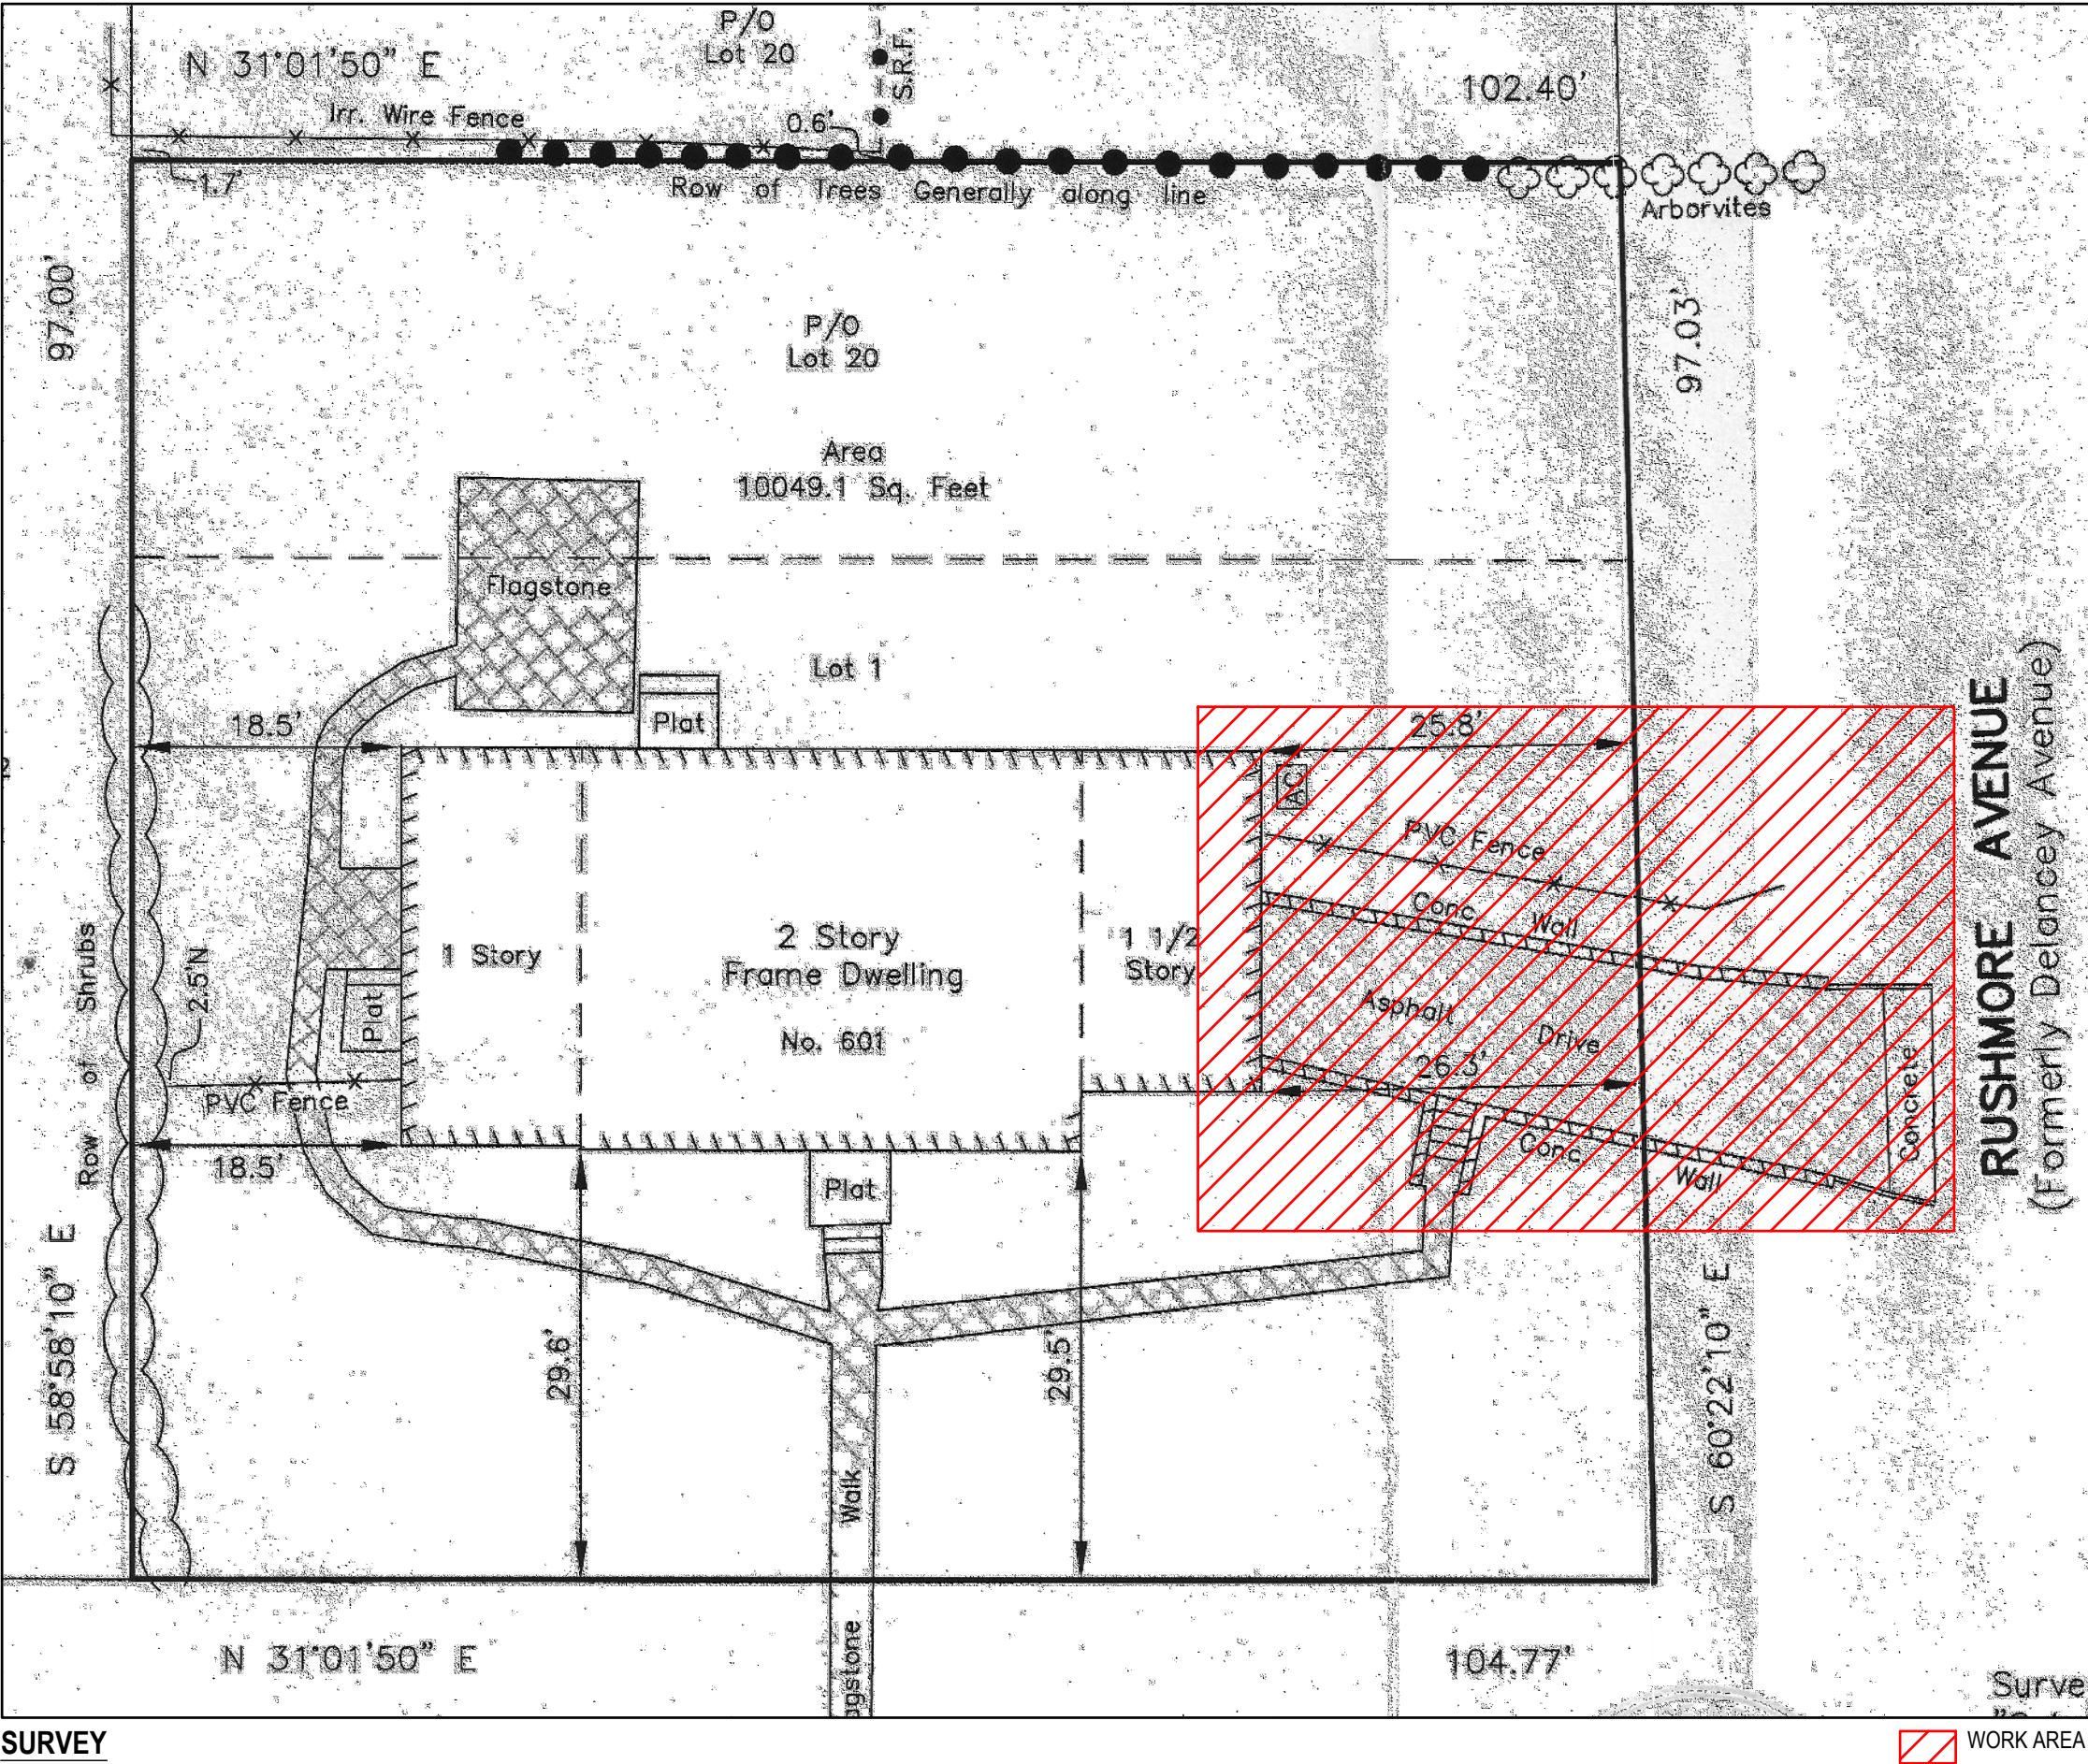 P/O
Lot 20
S.R.F.
N 31°01'50" E
102.40'
Irr. Wire Fence
0.6'
1.7'
Row of Trees Generally along line
Arborvites
97.00'
97.03'
P/O
Lot 20
Area
10049.1 Sq. Feet
Flagstone
Lot 1
Plat
18.5'
25.8'
AC
PVC Fence
Conc. Wall
1 Story
2 Story
Frame Dwelling
No. 601
1 1/2
Story
Asphalt Drive
26.3'
Concrete
RUSHMORE AVENUE
(Formerly Delancey Avenue)
Row of Shrubs
2.5'N
Plat
PVC Fence
18.5'
Plat
Conc. Wall
S 58°58'10" E
29.6'
29.5'
S 60°22'10" E
Walk
gstone
N 31°01'50" E
104.77'
Surve
SURVEY
WORK AREA